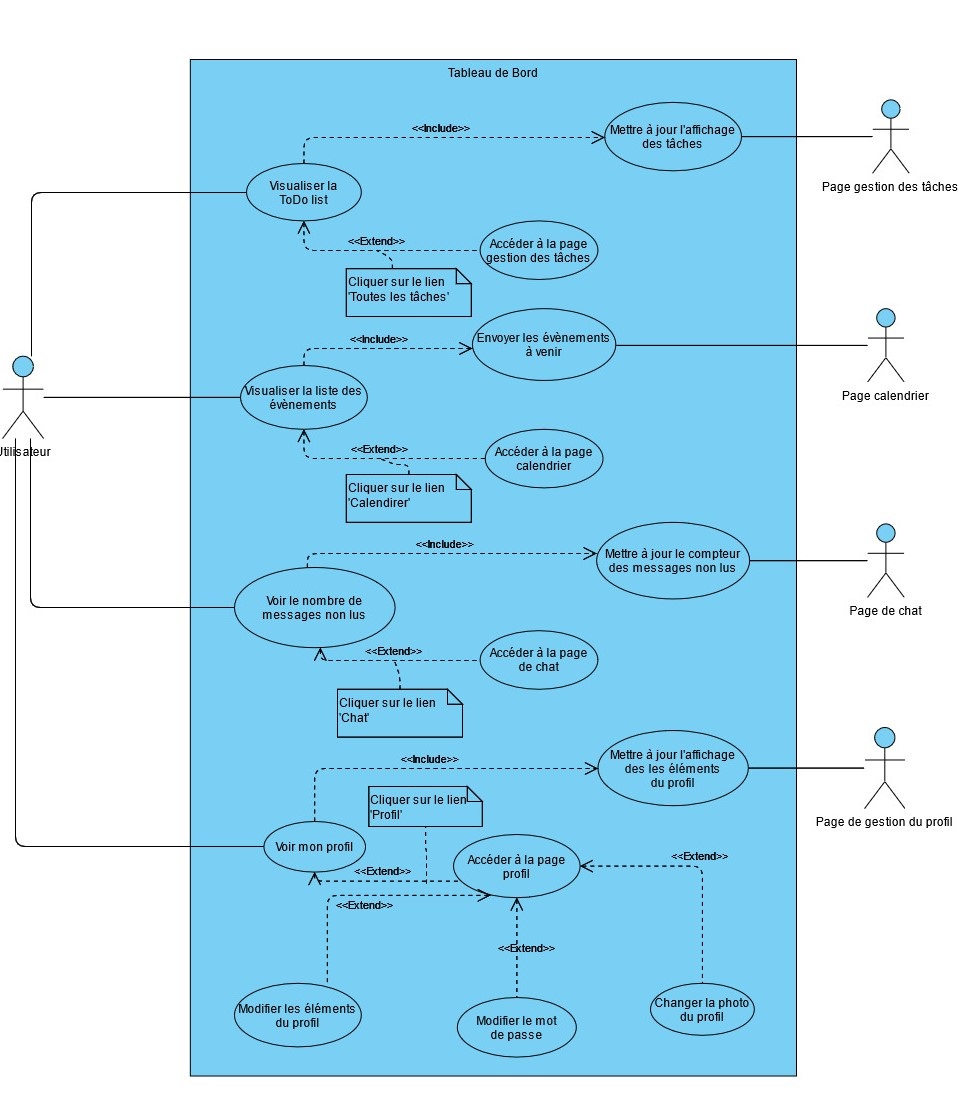 Tableau de Bord
<<Include>>
Mettre à jour l'affichage
des tâches
Page gestion des tâches
Visualiser la
ToDo list
<<Extend>>
Accéder à la page
gestion des tâches
Cliquer sur le lien
'Toutes les tâches'
<<Include>>
Envoyer les évènements
à venir
Page calendrier
Visualiser la liste des
évènements
Utilisateur
<<Extend>>
Accéder à la page
calendrier
Cliquer sur le lien
'Calendirer'
<<Include>>
Mettre à jour le compteur
des messages non lus
Page de chat
Voir le nombre de
messages non lus
<<Extend>>
Accéder à la page
de chat
Cliquer sur le lien
'Chat'
<<Include>>
Mettre à jour l'affichage
des les éléments
du profil
Page de gestion du profil
Cliquer sur le lien
'Profil'
Voir mon profil
Accéder à la page
profil
<<Extend>>
<<Extend>>
<<Extend>>
<<Extend>>
Modifier les éléments
du profil
Modifier le mot
de passe
Changer la photo
du profil